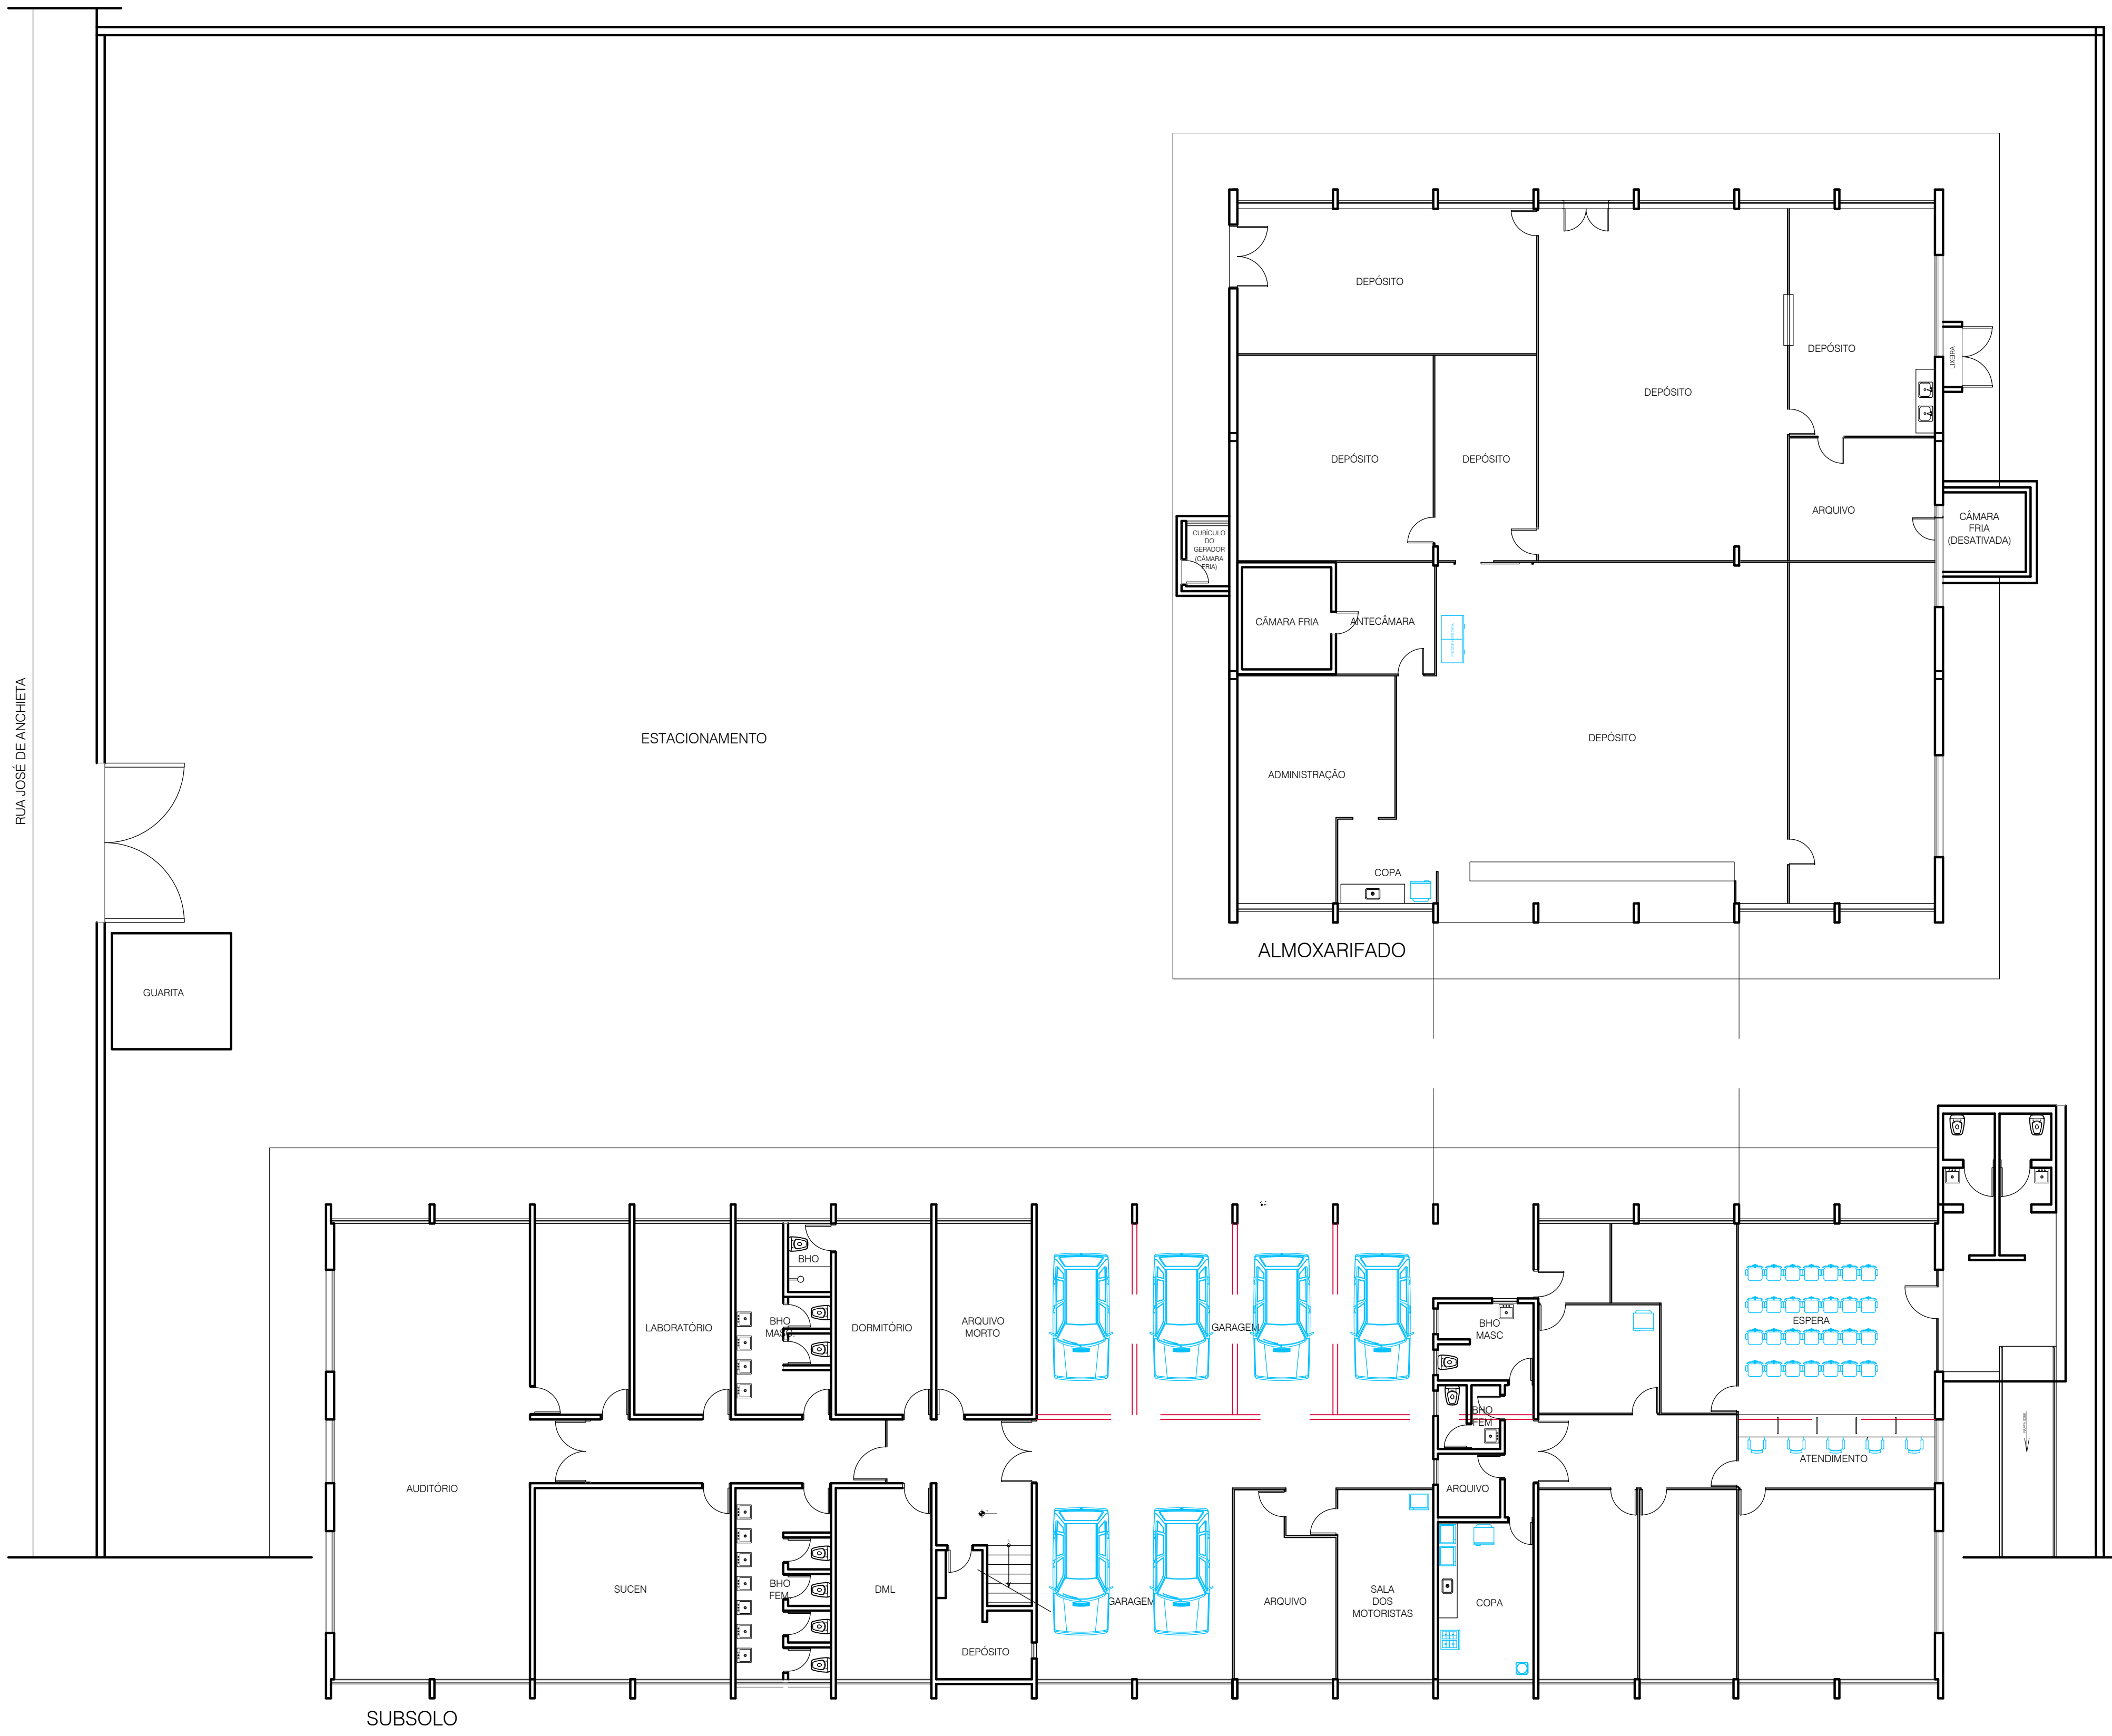 DEPÓSITO
DEPÓSITO
LIXEIRA
DEPÓSITO
DEPÓSITO
DEPÓSITO
ARQUIVO
CÂMARA
FRIA
(DESATIVADA)
CUBÍCULO
DO
GERADOR
(CÂMARA
FRIA)
CÂMARA FRIA
ANTECÂMARA
RUA JOSÉ DE ANCHIETA
ESTACIONAMENTO
DEPÓSITO
ADMINISTRAÇÃO
COPA
ALMOXARIFADO
GUARITA
BHO
LABORATÓRIO
BHO
MASC.
DORMITÓRIO
ARQUIVO
MORTO
GARAGEM
BHO
MASC
ESPERA
BHO
FEM
ATENDIMENTO
AUDITÓRIO
ARQUIVO
SUCEN
BHO
FEM
DML
GARAGEM
ARQUIVO
SALA
DOS
MOTORISTAS
COPA
DEPÓSITO
SUBSOLO